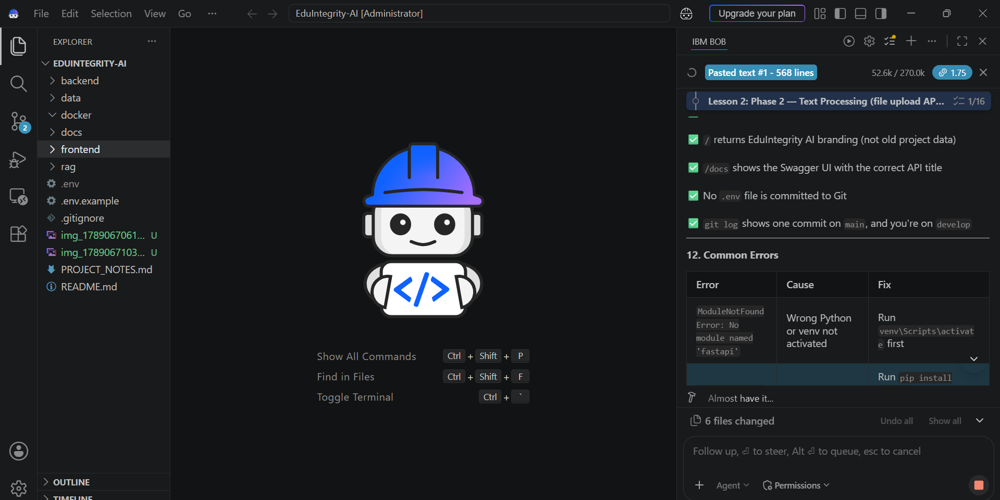 File Edit Selection View Go ··· EduIntegrity-AI [Administrator] Upgrade your plan
EXPLORER ···
EDUINTEGRITY-AI
backend
data
docker
docs
frontend
rag
.env
.env.example
.gitignore
img_1789067061... U
img_1789067103... U
PROJECT_NOTES.md
README.md
OUTLINE
TIMELINE
2
</>
Show All Commands Ctrl + Shift + P
Find in Files Ctrl + Shift + F
Toggle Terminal Ctrl + `
IBM BOB
Pasted text #1 - 568 lines 52.6k / 270.0k 1.75
Lesson 2: Phase 2 — Text Processing (file upload AP... 1/16
✅ / returns EduIntegrity AI branding (not old project data)
✅ /docs shows the Swagger UI with the correct API title
✅ No .env file is committed to Git
✅ git log shows one commit on main, and you're on develop
12. Common Errors
Error Cause Fix
ModuleNotFound
Error: No
module named
'fastapi'
Wrong Python
or venv not
activated
Run
venv\Scripts\activat
e first
Run pip install
Almost have it...
6 files changed Undo all Show all
Follow up, ⏎ to steer, Alt ⏎ to queue, esc to cancel
+ Agent Permissions